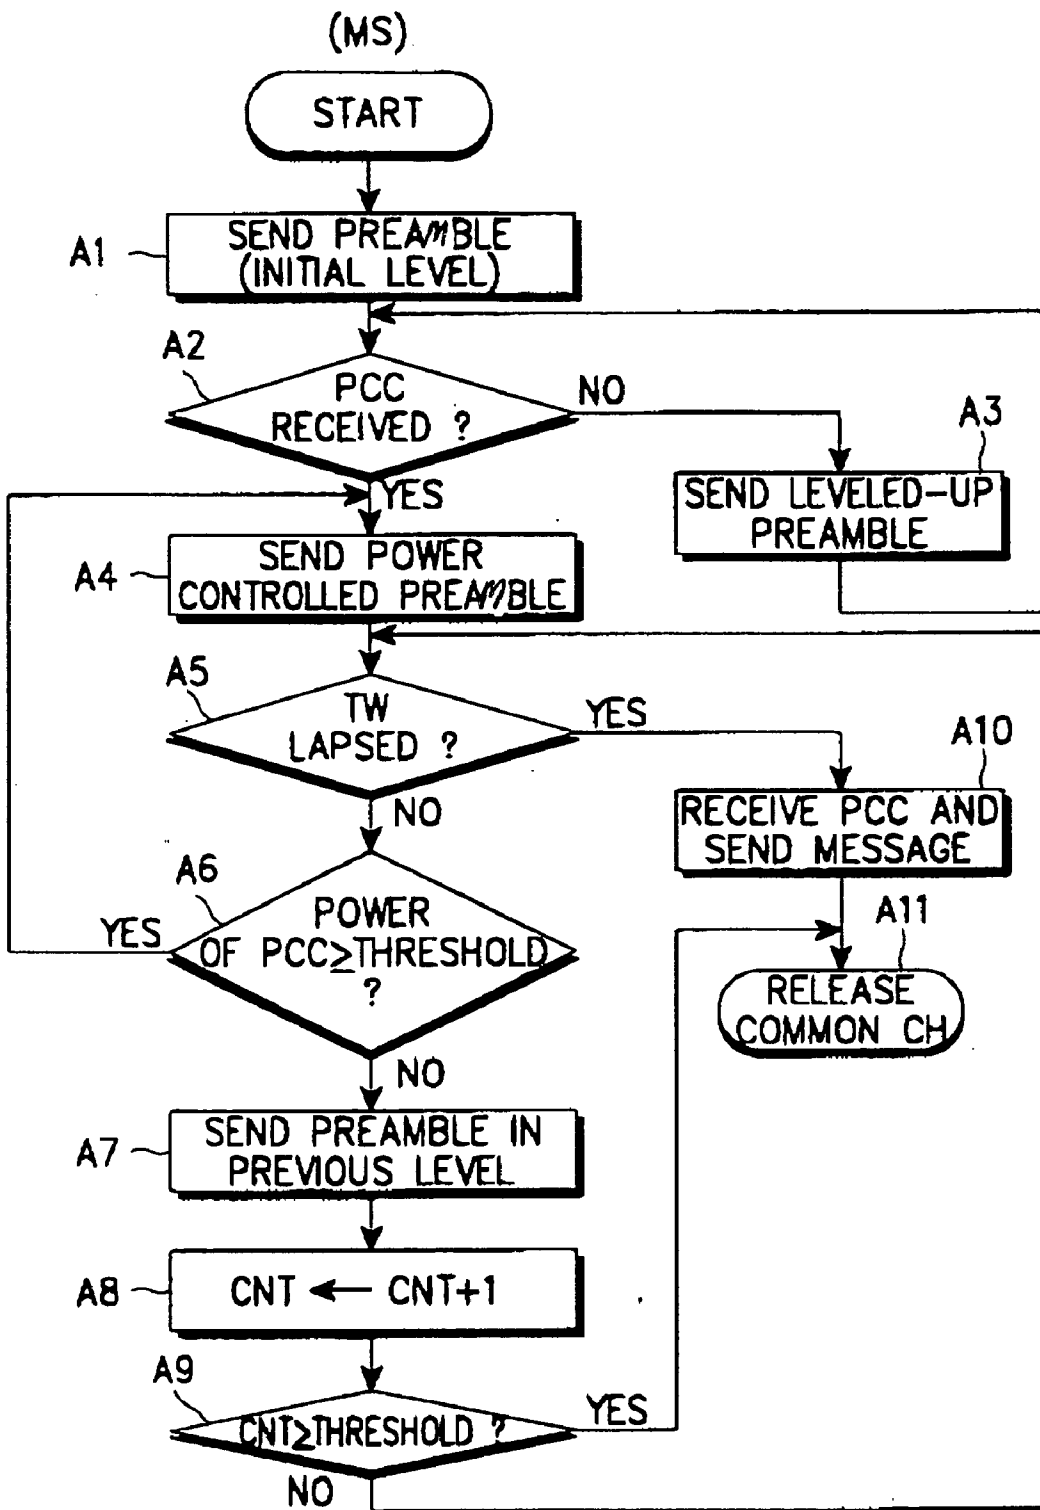 (MS)
START
A1
SEND PREAMBLE
(INITIAL LEVEL)
A2
PCC
RECEIVED ?
NO
A3
SEND LEVELED-UP
PREAMBLE
YES
A4
SEND POWER
CONTROLLED PREAMBLE
A5
TW
LAPSED ?
YES
A10
RECEIVE PCC AND
SEND MESSAGE
NO
A6
POWER
OF PCC≥THRESHOLD
?
YES
A11
RELEASE
COMMON CH
NO
A7
SEND PREAMBLE IN
PREVIOUS LEVEL
A8
CNT ← CNT+1
A9
CNT≥THRESHOLD ?
YES
NO